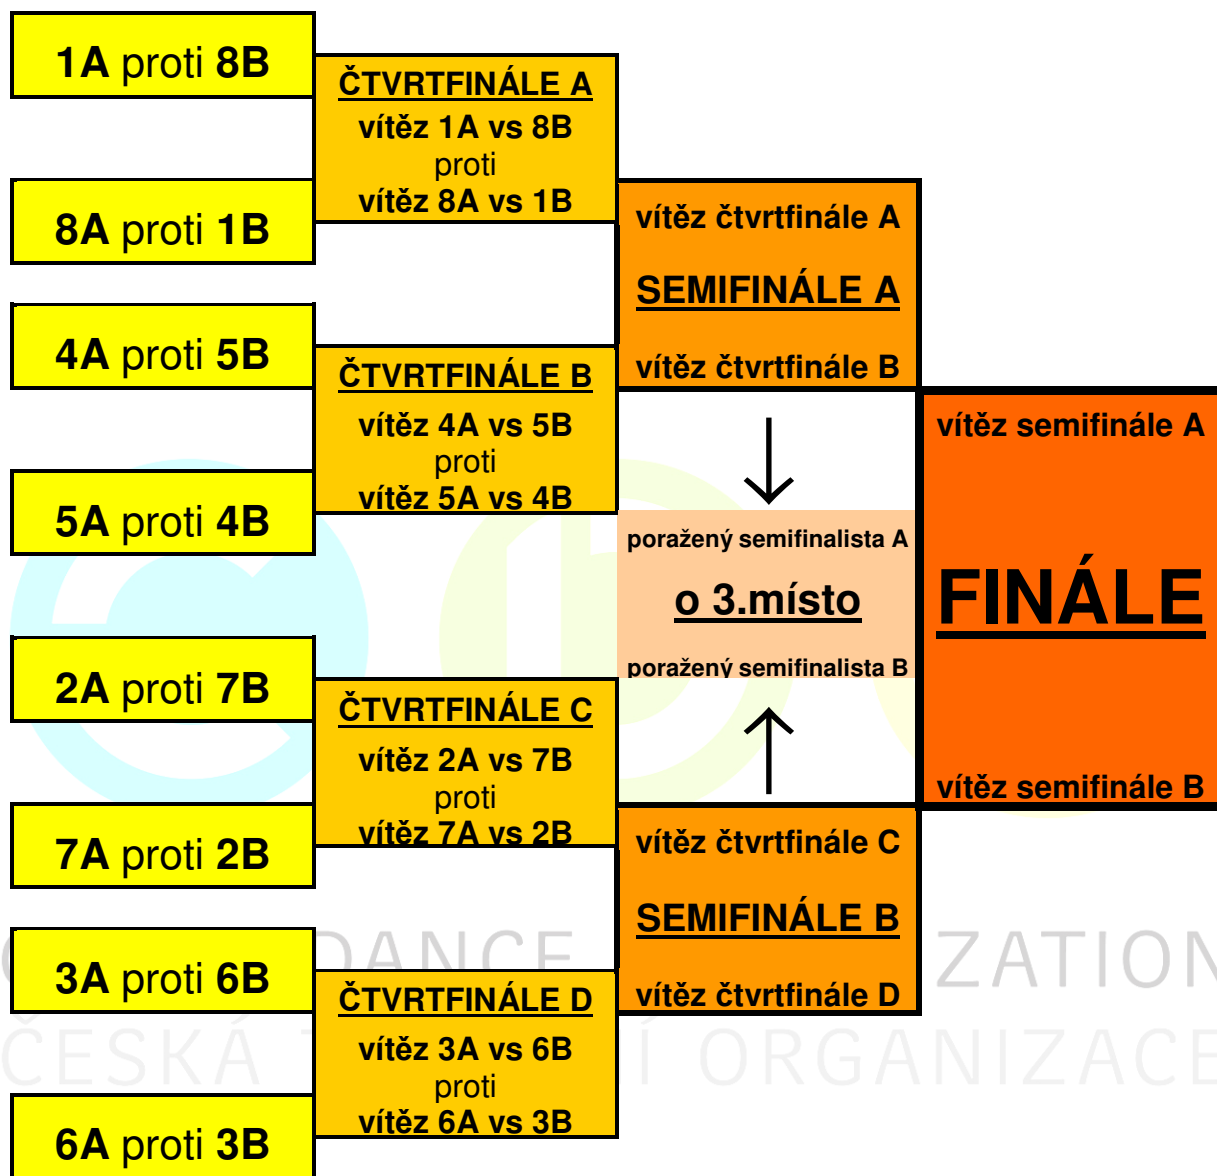 1A proti 8B
8A proti 1B
4A proti 5B
5A proti 4B
2A proti 7B
7A proti 2B
3A proti 6B
6A proti 3B
ČTVRTFINÁLE A
vítěz 1A vs 8B
proti
vítěz 8A vs 1B
ČTVRTFINÁLE B
vítěz 4A vs 5B
proti
vítěz 5A vs 4B
ČTVRTFINÁLE C
vítěz 2A vs 7B
proti
vítěz 7A vs 2B
ČTVRTFINÁLE D
vítěz 3A vs 6B
proti
vítěz 6A vs 3B
vítěz čtvrtfinále A
SEMIFINÁLE A
vítěz čtvrtfinále B
poražený semifinalista A
o 3.místo
poražený semifinalista B
vítěz čtvrtfinále C
SEMIFINÁLE B
vítěz čtvrtfinále D
vítěz semifinále A
FINÁLE
vítěz semifinále B
DANCE
ČESKÁ ORGANIZACE